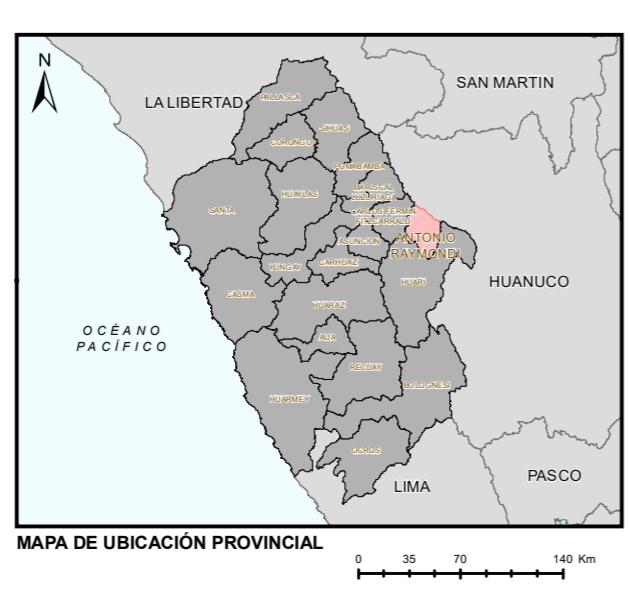 N
SAN MARTIN
LA LIBERTAD
PALLASCA
SIHUAS
CORONGO
POMABAMBA
MARISCAL
LUZURIAGA
HUAYLAS
SANTA
CARLOS FERMIN
FITZCARRALD
ANTONIO
RAYMONDI
ASUNCION
CARHUAZ
YUNGAY
HUARI
HUANUCO
CASMA
HUARAZ
OCÉANO
PACÍFICO
AIJA
RECUAY
BOLOGNESI
HUARMEY
OCROS
LIMA
PASCO
MAPA DE UBICACIÓN PROVINCIAL
0 35 70 140 Km